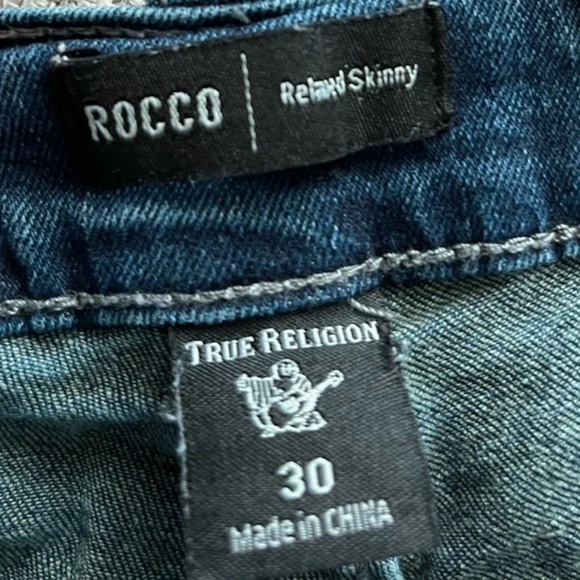 ROCCO | Relaxd Skinny
TRUE RELIGION
30
Made in CHINA